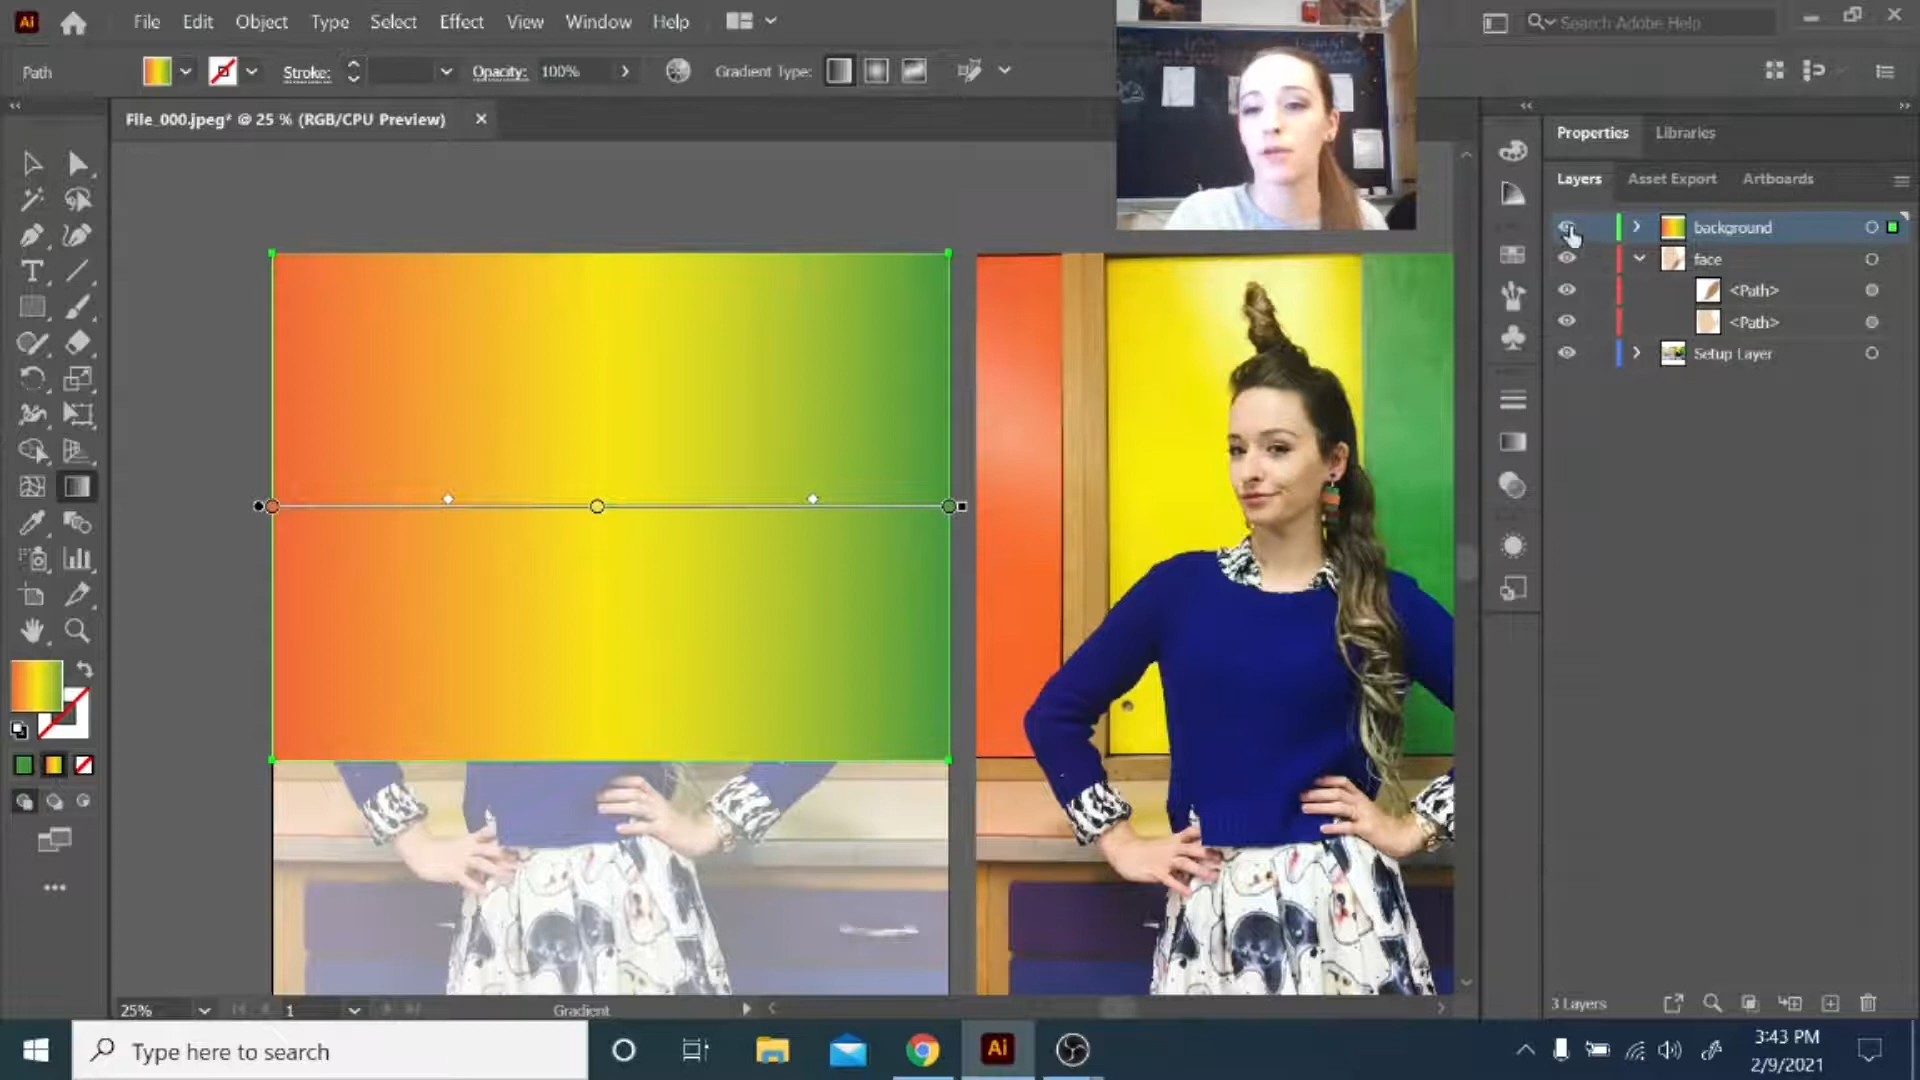 Ai File Edit Object Type Select Effect View Window Help Search Adobe Help
Path Stroke: Opacity: 100% Gradient Type:
File_000.jpeg* @ 25 % (RGB/CPU Preview)
Properties Libraries
Layers Asset Export Artboards
background
face
<Path>
<Path>
Setup Layer
25% 1 Gradient
3 Layers
Type here to search
Ai
3:43 PM
2/9/2021